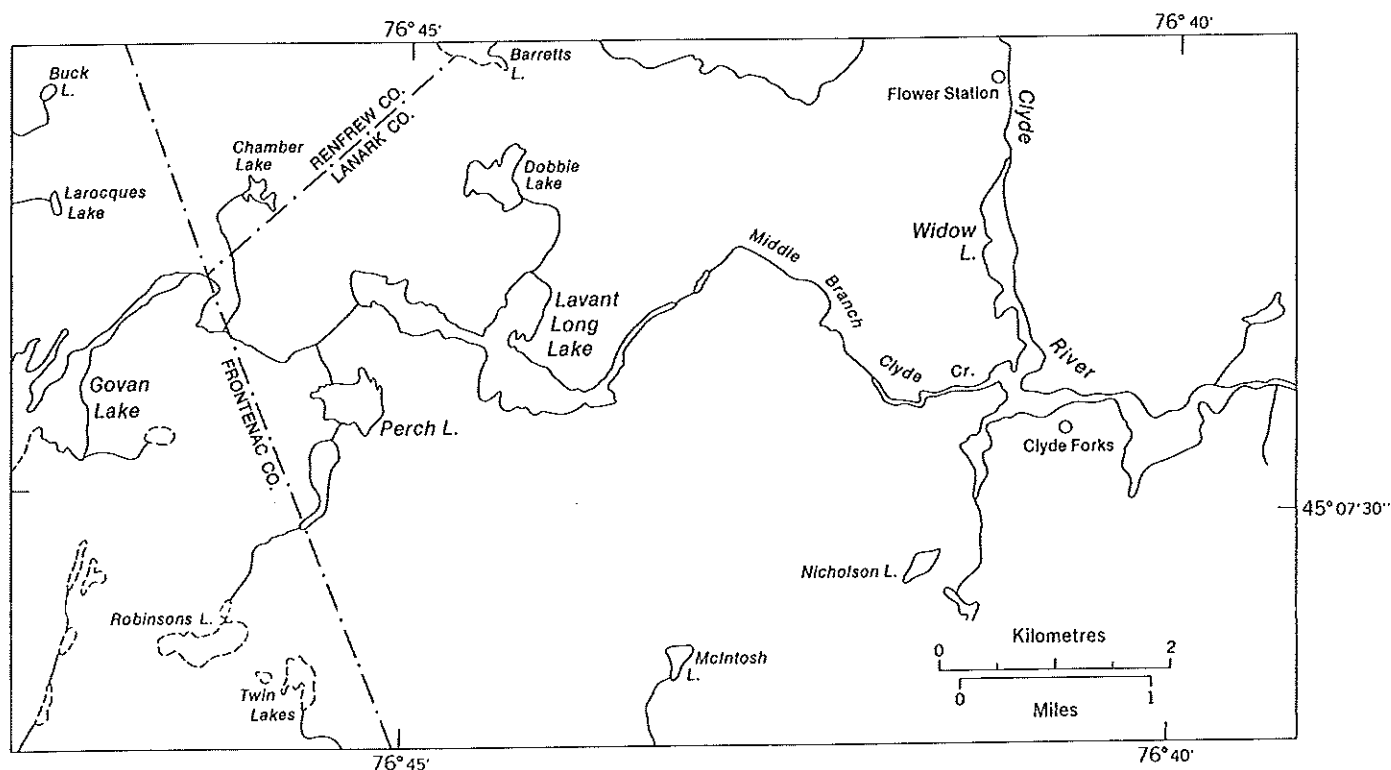 76° 45'
76° 40'
Buck
L.
Barretts
L.
Flower Station
Clyde
RENFREW CO.
LANARK CO.
Chamber
Lake
Dobbie
Lake
Larocques
Lake
Widow
L.
Middle
Branch
Lavant
Long
Lake
River
Clyde
Cr.
Govan
Lake
FRONTENAC CO.
Perch L.
Clyde Forks
45° 07' 30"
Nicholson L.
Robinsons L.
Kilometres
0
2
McIntosh
L.
Twin
Lakes
0
1
Miles
76° 45'
76° 40'